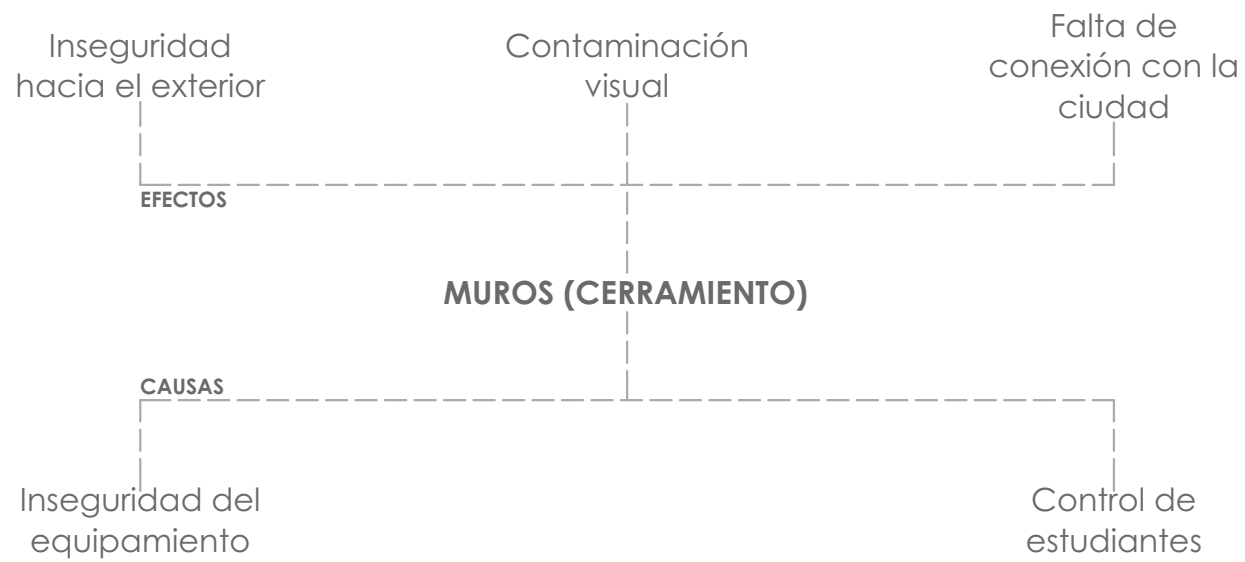 Inseguridad
hacia el exterior
Contaminación
visual
Falta de
conexión con la
ciudad
EFECTOS
MUROS (CERRAMIENTO)
CAUSAS
Inseguridad del
equipamiento
Control de
estudiantes